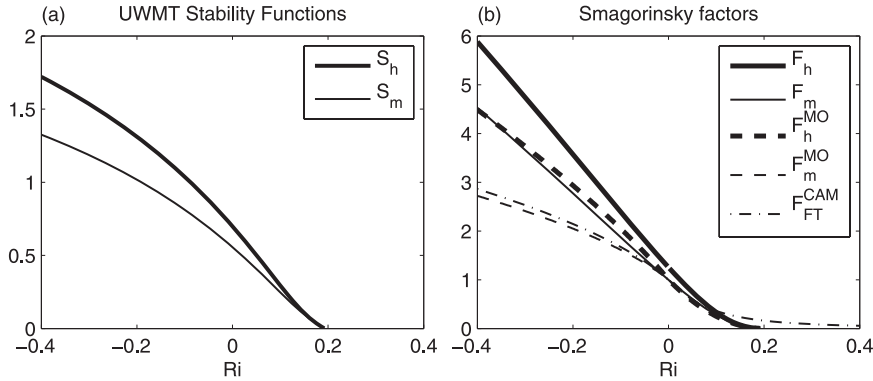 (a) UWMT Stability Functions
2
1.5
1
0.5
0
S_h
S_m
−0.4 −0.2 0 0.2 0.4
Ri
(b) Smagorinsky factors
6
5
4
3
2
1
0
F_h
F_m
F_h^MO
F_m^MO
F_FT^CAM
−0.4 −0.2 0 0.2 0.4
Ri